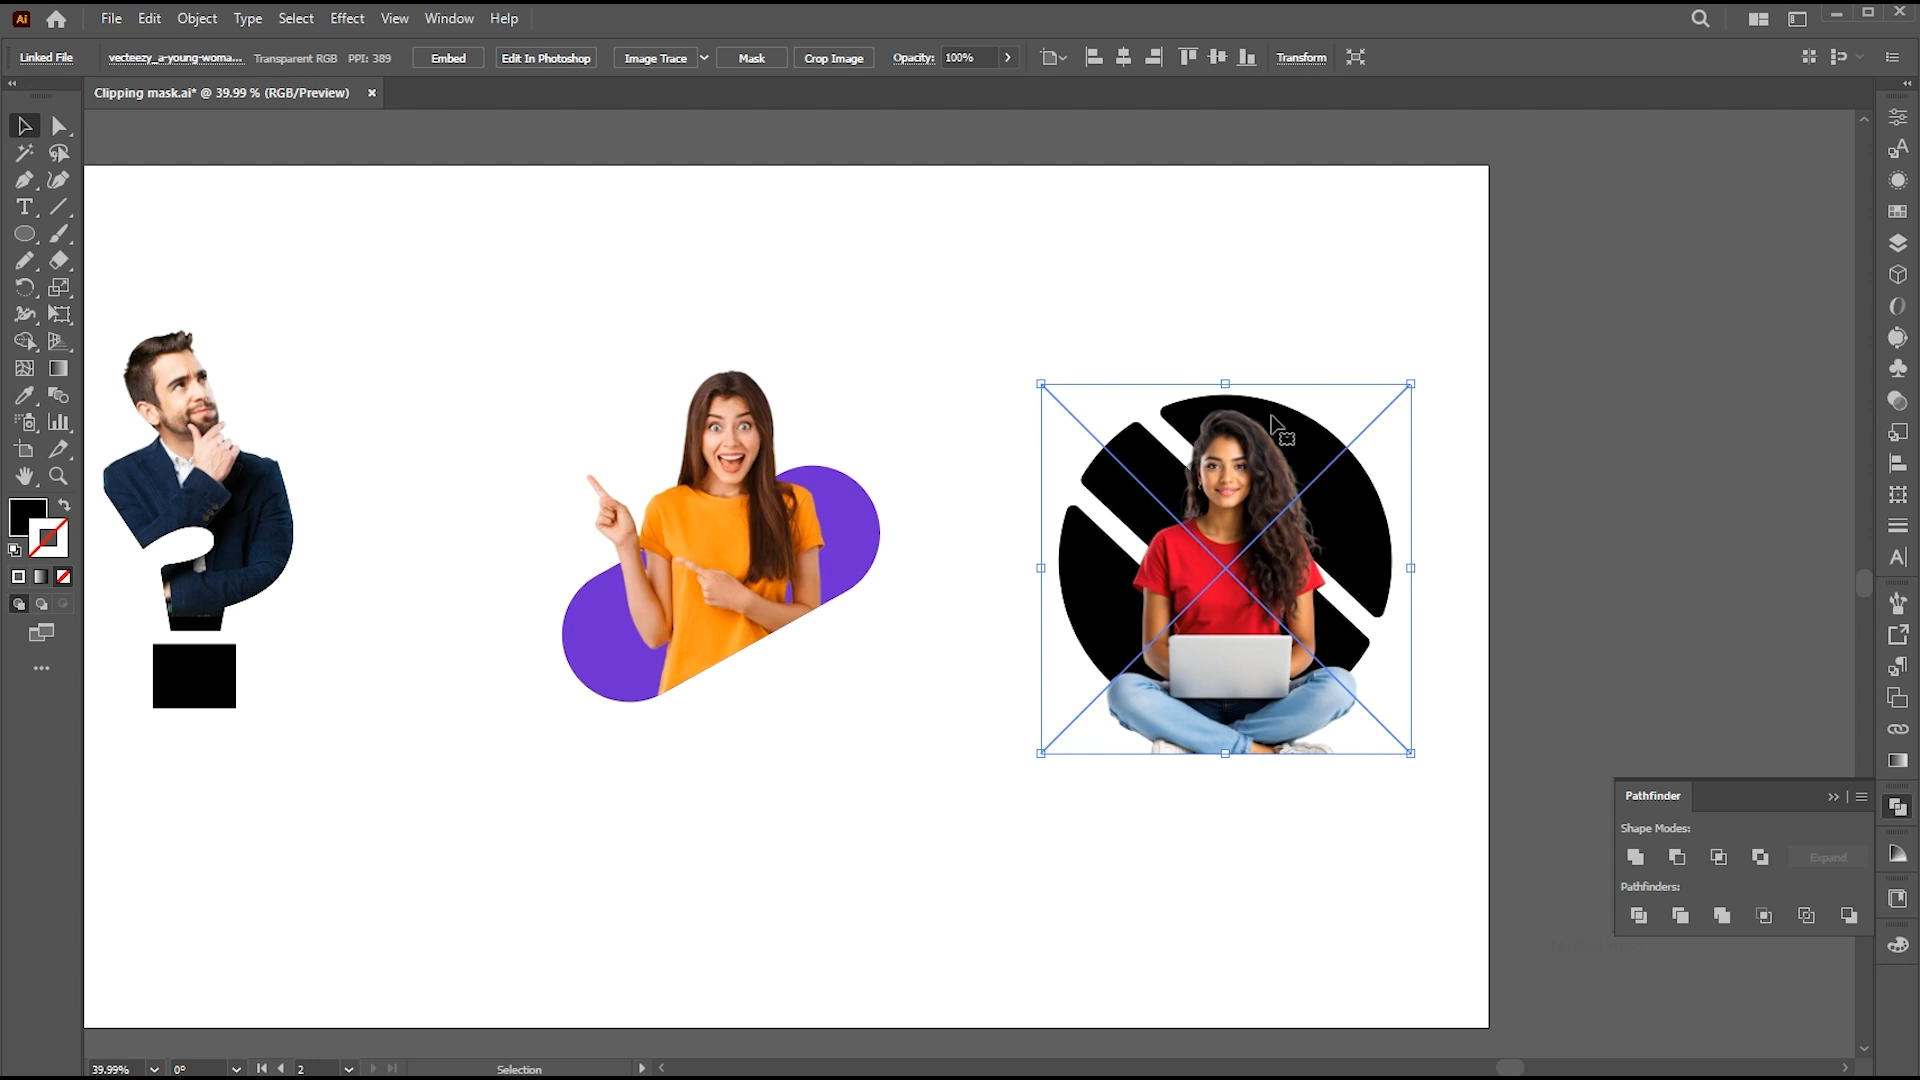 Ai File Edit Object Type Select Effect View Window Help
Linked File vecteezy_a-young-woma... Transparent RGB PPI: 389 Embed Edit In Photoshop Image Trace Mask Crop Image Opacity: 100% Transform
Clipping mask.ai* @ 39.99 % (RGB/Preview) ×
Pathfinder
Shape Modes:
Expand
Pathfinders:
39.99% 0° 2 Selection